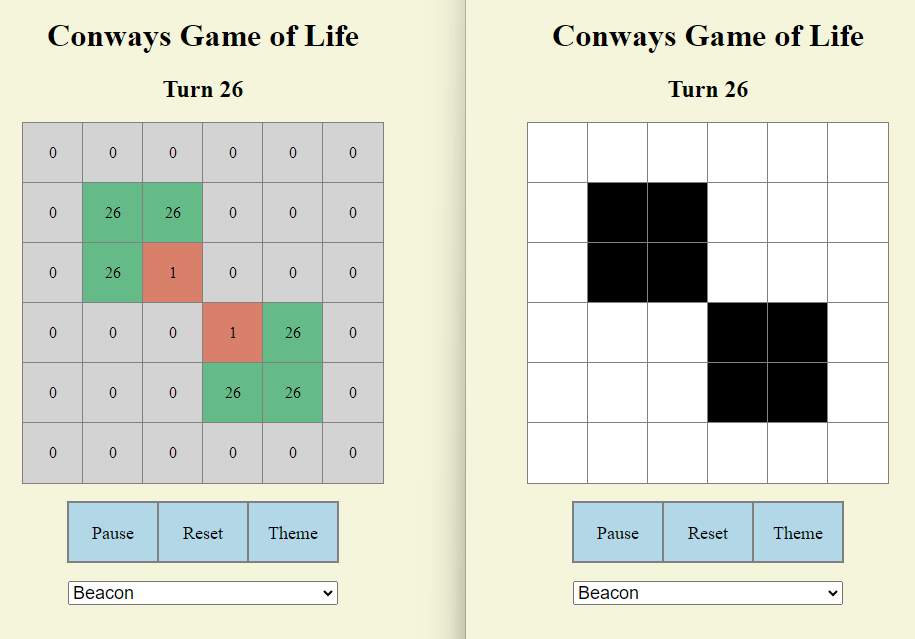 Conways Game of Life
Turn 26
0 0 0 0 0 0
0 26 26 0 0 0
0 26 1 0 0 0
0 0 0 1 26 0
0 0 0 26 26 0
0 0 0 0 0 0
Pause Reset Theme
Beacon
Conways Game of Life
Turn 26
Pause Reset Theme
Beacon